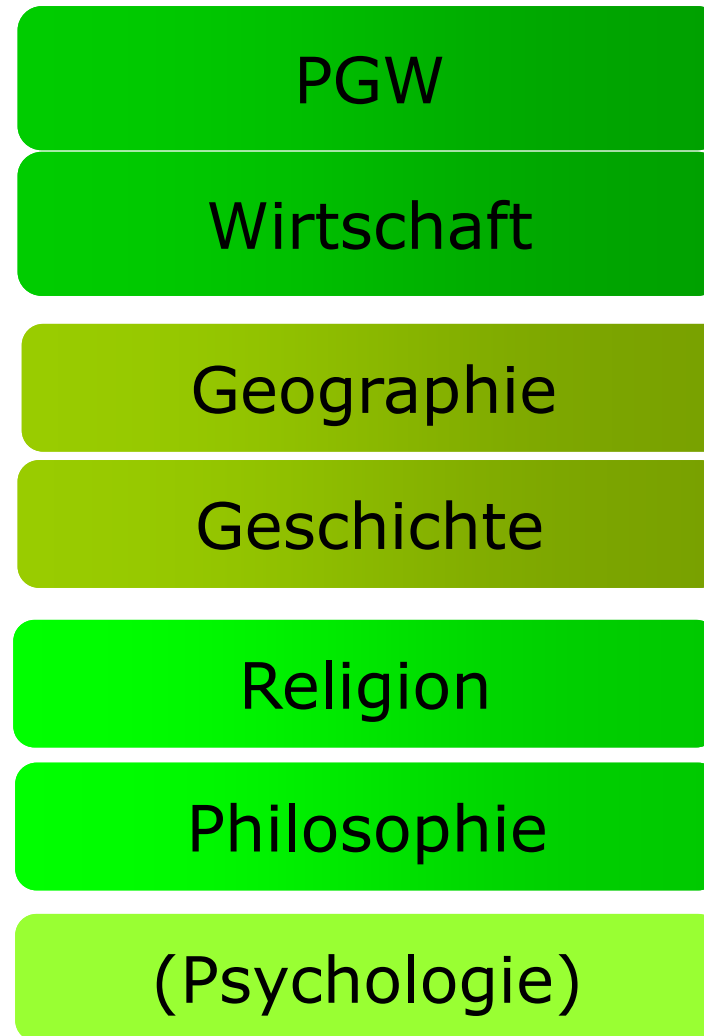 PGW
Wirtschaft
Geographie
Geschichte
Religion
Philosophie
(Psychologie)